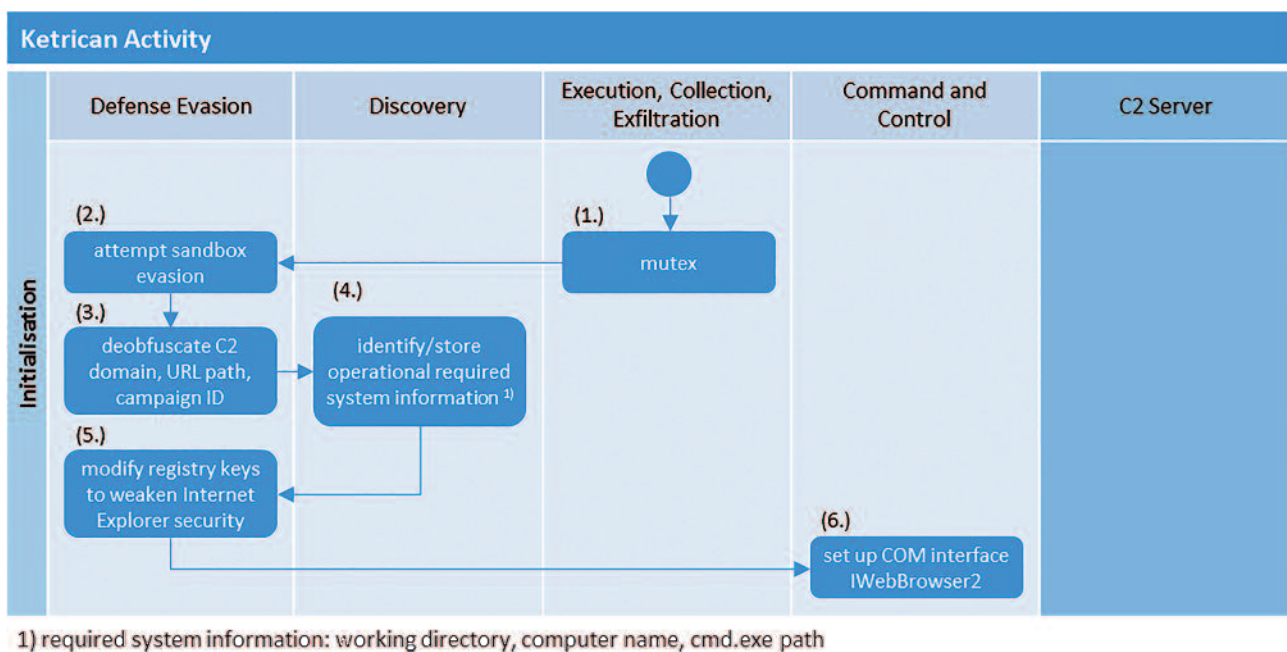 Ketrican Activity
Defense Evasion
Discovery
Execution, Collection,
Exfiltration
Command and
Control
C2 Server
Initialisation
(1.)
mutex
(2.)
attempt sandbox
evasion
(3.)
deobfuscate C2
domain, URL path,
campaign ID
(4.)
identify/store
operational required
system information 1)
(5.)
modify registry keys
to weaken Internet
Explorer security
(6.)
set up COM interface
IWebBrowser2
1) required system information: working directory, computer name, cmd.exe path